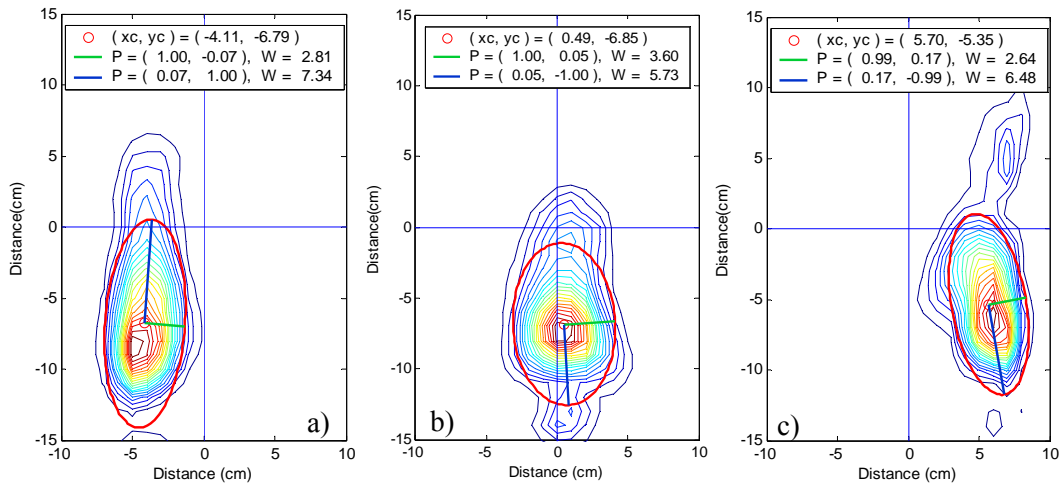 15
10
5
0
-5
-10
-15
-10
-5
0
5
10
Distance(cm)
Distance (cm)
( xc, yc) = ( -4.11, -6.79)
P = ( 1.00, -0.07), W = 2.81
P = ( 0.07, 1.00), W = 7.34
a)
15
10
5
0
-5
-10
-15
-10
-5
0
5
10
Distance(cm)
Distance (cm)
( xc, yc) = ( 0.49, -6.85)
P = ( 1.00, 0.05), W = 3.60
P = ( 0.05, -1.00), W = 5.73
b)
15
10
5
0
-5
-10
-15
-10
-5
0
5
10
Distance(cm)
Distance (cm)
( xc, yc) = ( 5.70, -5.35)
P = ( 0.99, 0.17), W = 2.64
P = ( 0.17, -0.99), W = 6.48
c)